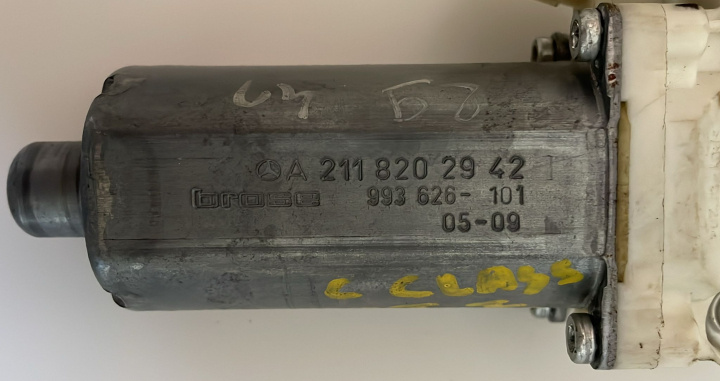 A 211 820 29 42
brose 993 626-101
05-09
C CLASS